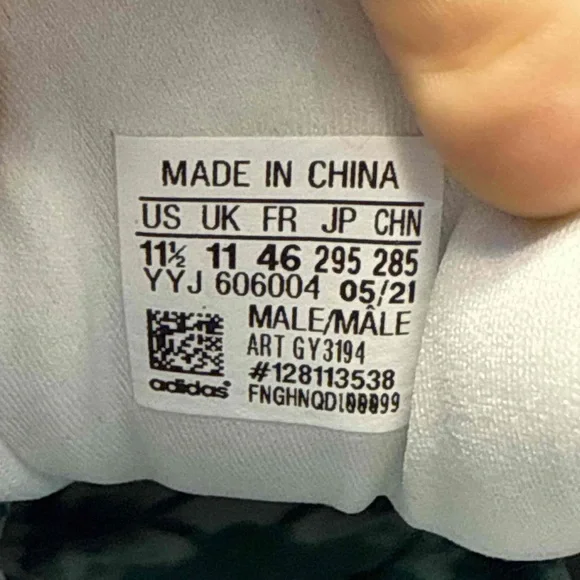 MADE IN CHINA
US UK FR JP CHN
11½ 11 46 295 285
YYJ 606004 05/21
MALE/MÂLE
ART GY3194
#128113538
adidas®